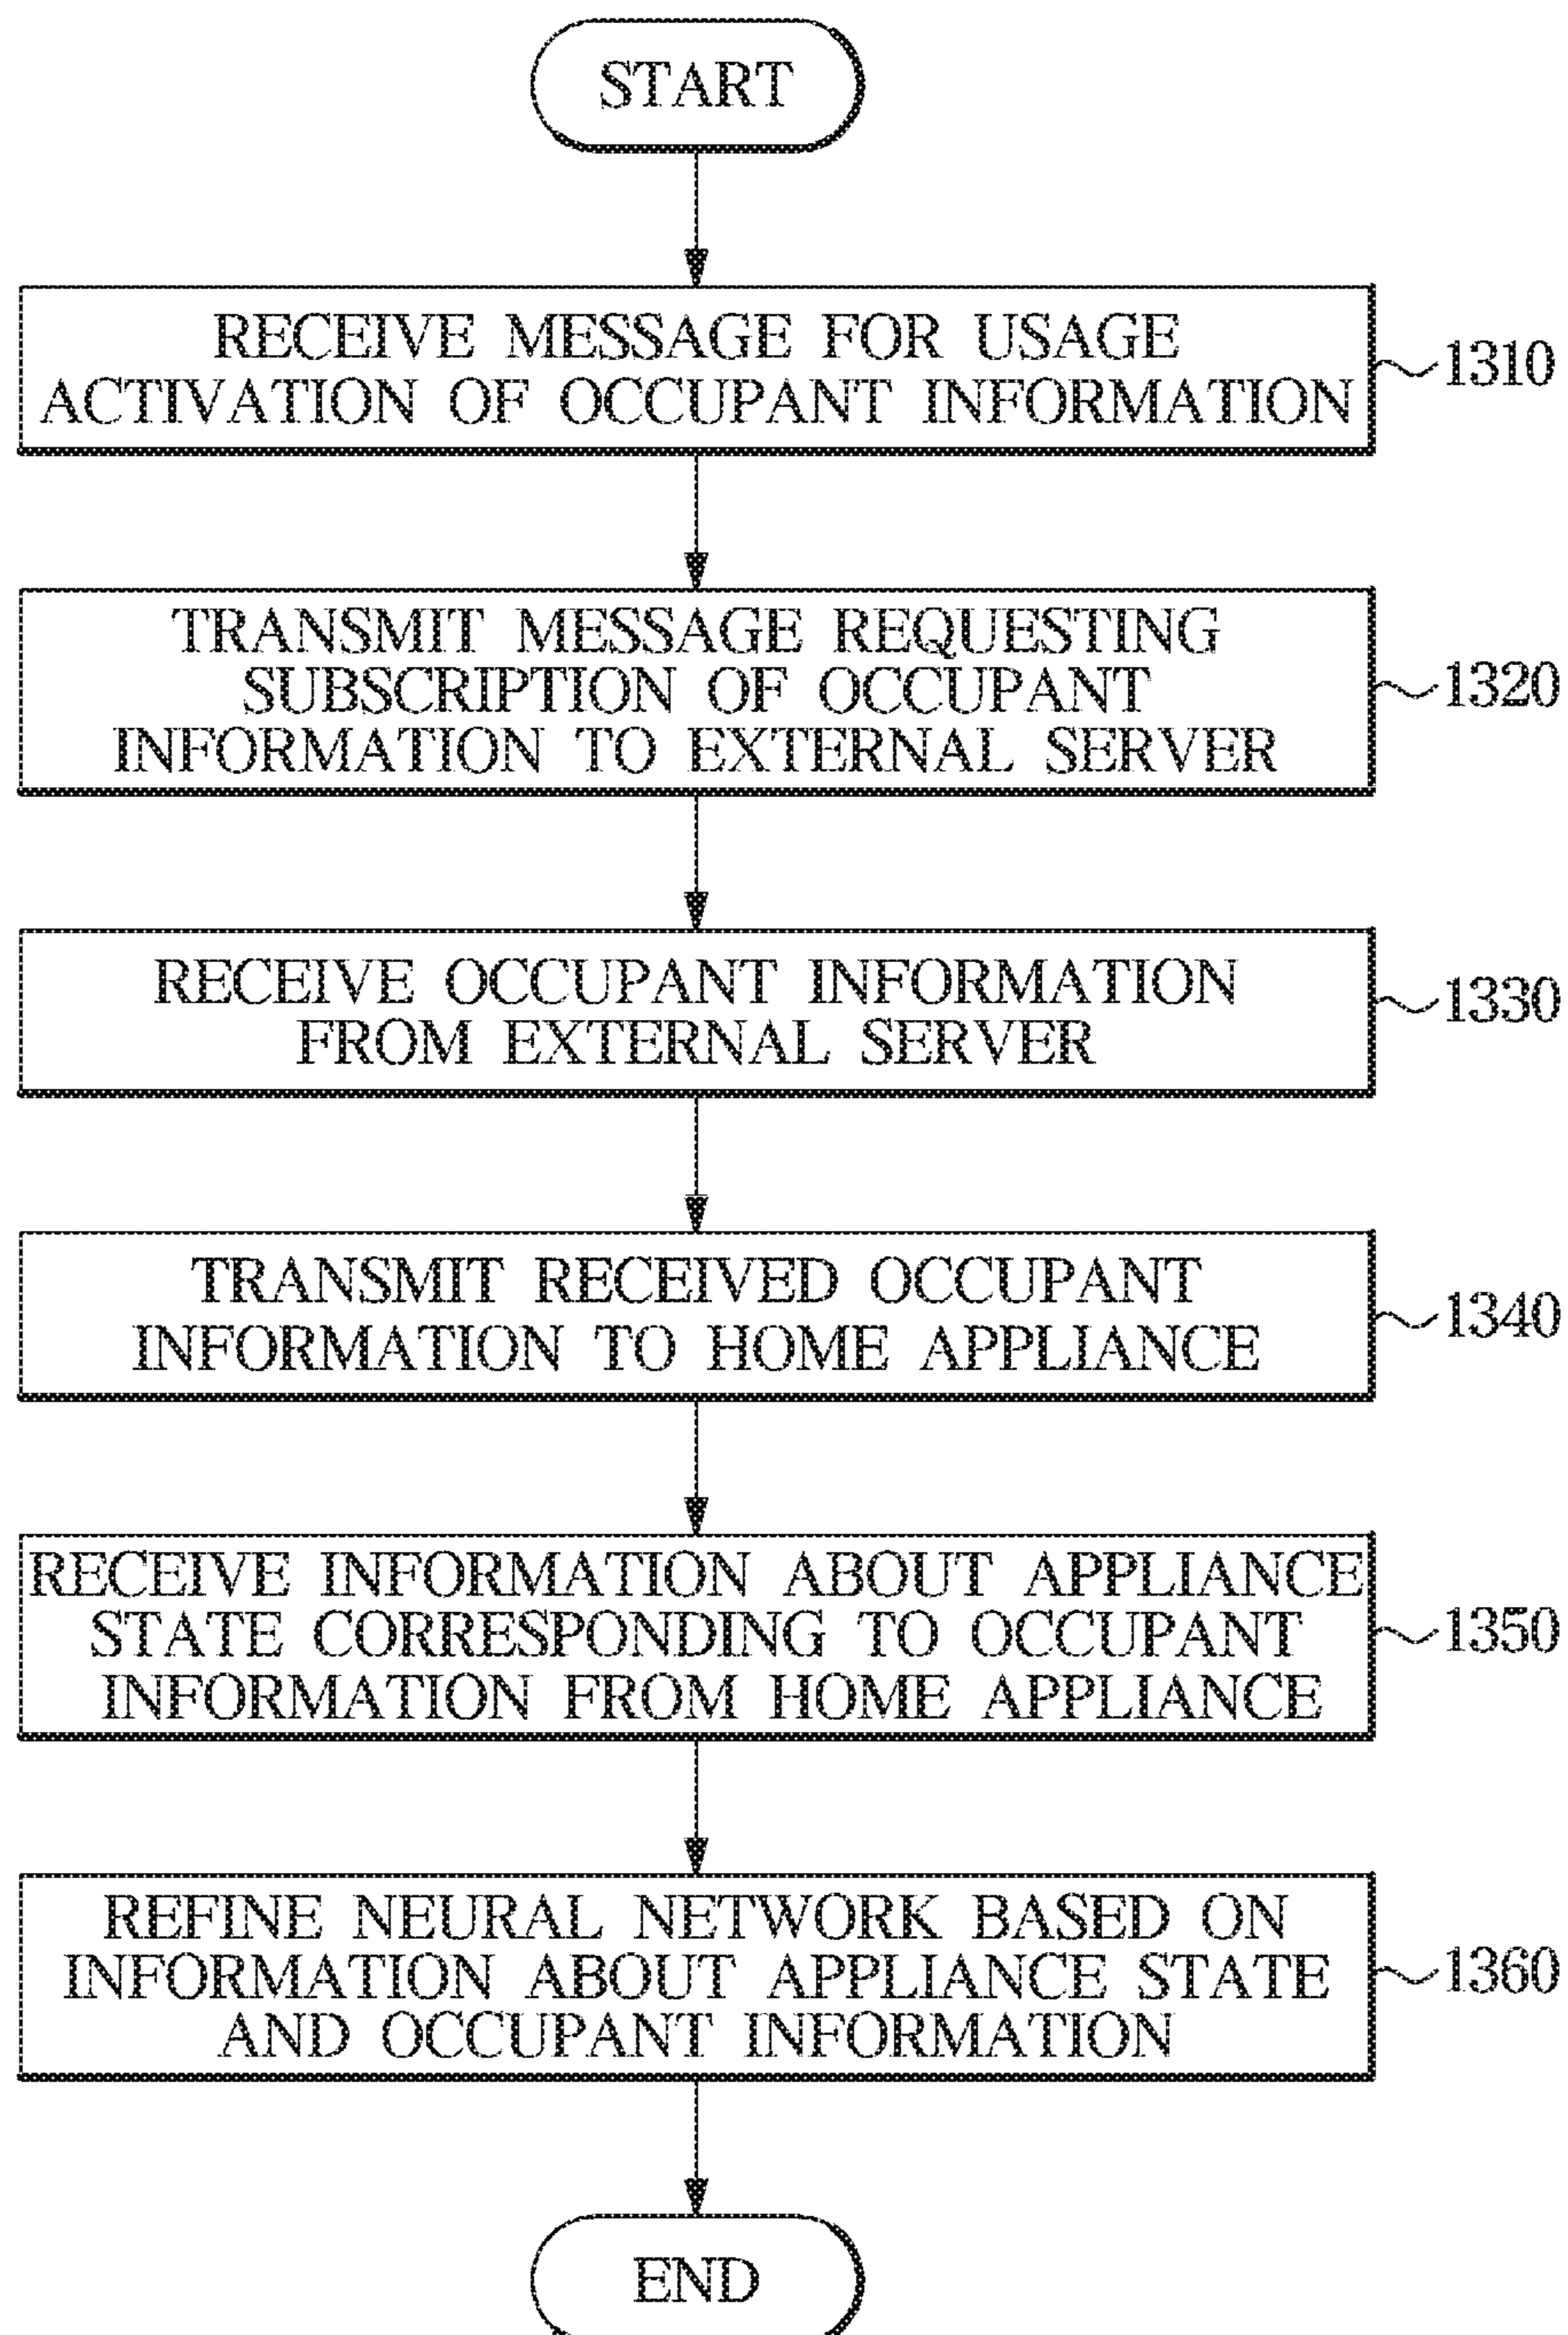 START
RECEIVE MESSAGE FOR USAGE
ACTIVATION OF OCCUPANT INFORMATION
1310
TRANSMIT MESSAGE REQUESTING
SUBSCRIPTION OF OCCUPANT
INFORMATION TO EXTERNAL SERVER
1320
RECEIVE OCCUPANT INFORMATION
FROM EXTERNAL SERVER
1330
TRANSMIT RECEIVED OCCUPANT
INFORMATION TO HOME APPLIANCE
1340
RECEIVE INFORMATION ABOUT APPLIANCE
STATE CORRESPONDING TO OCCUPANT
INFORMATION FROM HOME APPLIANCE
1350
REFINE NEURAL NETWORK BASED ON
INFORMATION ABOUT APPLIANCE STATE
AND OCCUPANT INFORMATION
1360
END